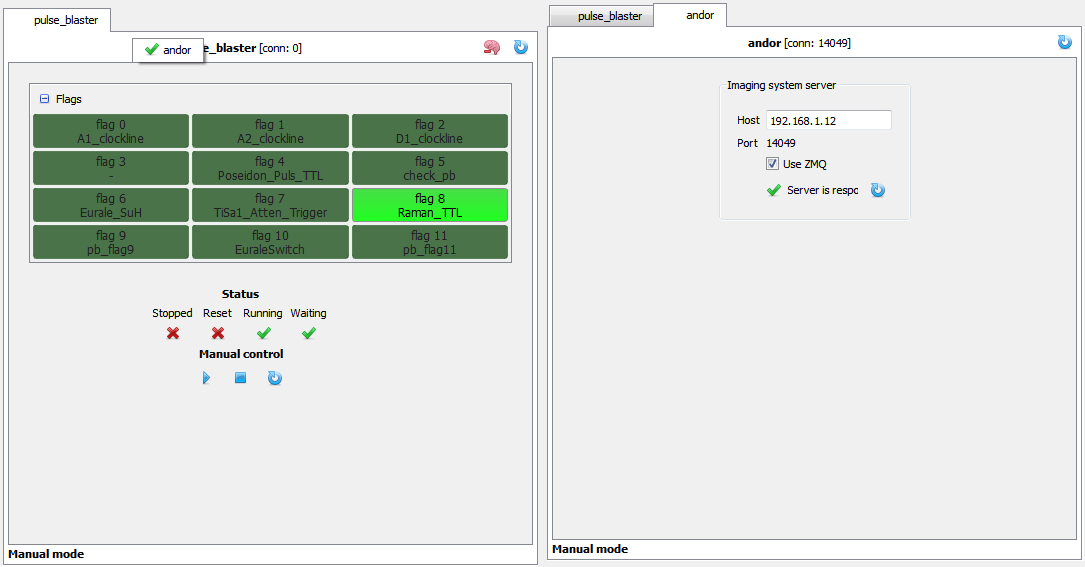 pulse_blaster
se_blaster [conn: 0]
andor
Flags
flag 0
A1_clockline
flag 1
A2_clockline
flag 2
D1_clockline
flag 3
-
flag 4
Poseidon_Puls_TTL
flag 5
check_pb
flag 6
Eurale_SuH
flag 7
TiSa1_Atten_Trigger
flag 8
Raman_TTL
flag 9
pb_flag9
flag 10
EuraleSwitch
flag 11
pb_flag11
Status
Stopped Reset Running Waiting
Manual control
Manual mode
pulse_blaster andor
andor [conn: 14049]
Imaging system server
Host 192.168.1.12
Port 14049
Use ZMQ
Server is respo
Manual mode